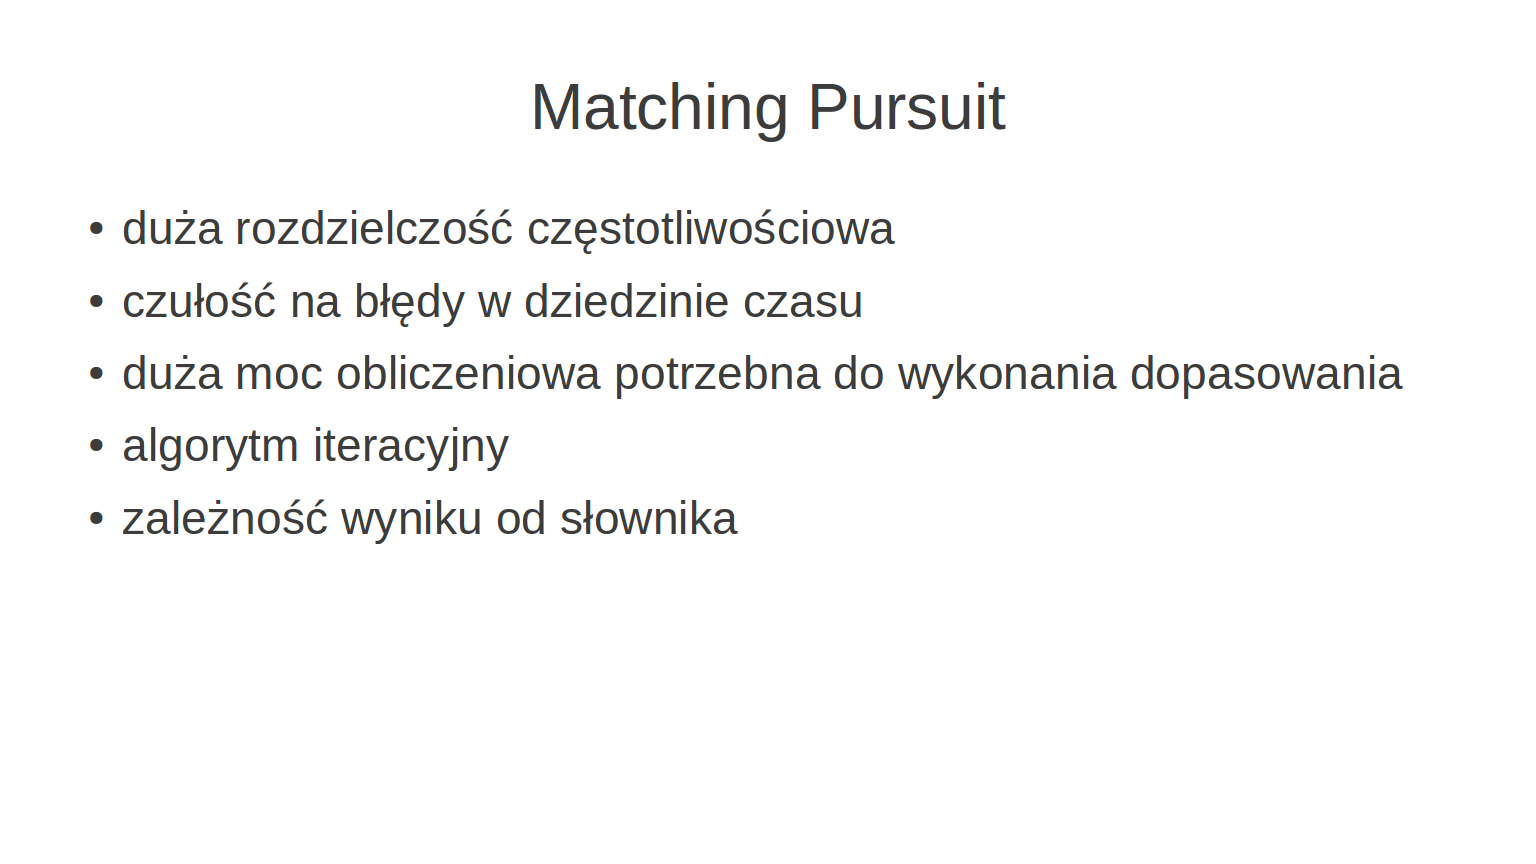 Matching Pursuit
• duża rozdzielczość częstotliwościowa
• czułość na błędy w dziedzinie czasu
• duża moc obliczeniowa potrzebna do wykonania dopasowania
• algorytm iteracyjny
• zależność wyniku od słownika